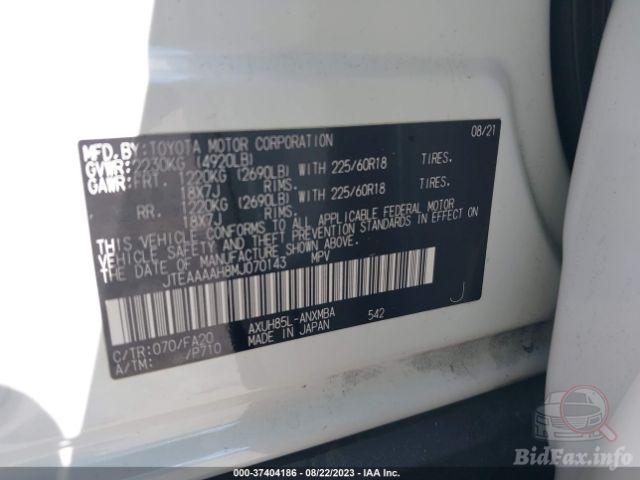 MFD. BY: TOYOTA MOTOR CORPORATION 08/21
GVWR: 2230KG (4920LB)
GAWR: FRT. 1220KG (2690LB) WITH 225/60R18 TIRES.
18X7J RIMS.
RR. 1220KG (2690LB) WITH 225/60R18 TIRES.
18X7J RIMS.
THIS VEHICLE CONFORMS TO ALL APPLICABLE FEDERAL MOTOR
VEHICLE SAFETY AND THEFT PREVENTION STANDARDS IN EFFECT ON
THE DATE OF MANUFACTURE SHOWN ABOVE.
JTEAAAAH8MJ070143 MPV
C/TR:070/FA20 AXUH85L-ANXMBA 542
A/TM: /P710 MADE IN JAPAN J
BidFax.info
000-37404186 - 08/22/2023 - IAA Inc.